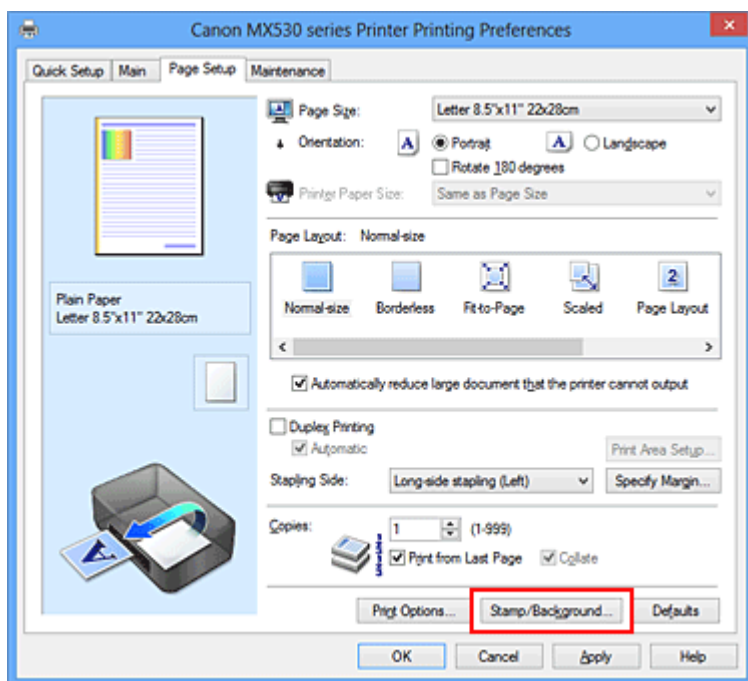 Canon MX530 series Printer Printing Preferences
Quick Setup Main Page Setup Maintenance
Page Size: Letter 8.5"x11" 22x28cm
Orientation: A Portrait A Landscape
Rotate 180 degrees
Printer Paper Size: Same as Page Size
Page Layout: Normal-size
2
Normal-size Borderless Fit-to-Page Scaled Page Layout
Plain Paper
Letter 8.5"x11" 22x28cm
Automatically reduce large document that the printer cannot output
Duplex Printing
Automatic Print Area Setup...
Stapling Side: Long-side stapling (Left) Specify Margin...
Copies: 1 (1-999)
Print from Last Page Collate
A
Print Options... Stamp/Background... Defaults
OK Cancel Apply Help